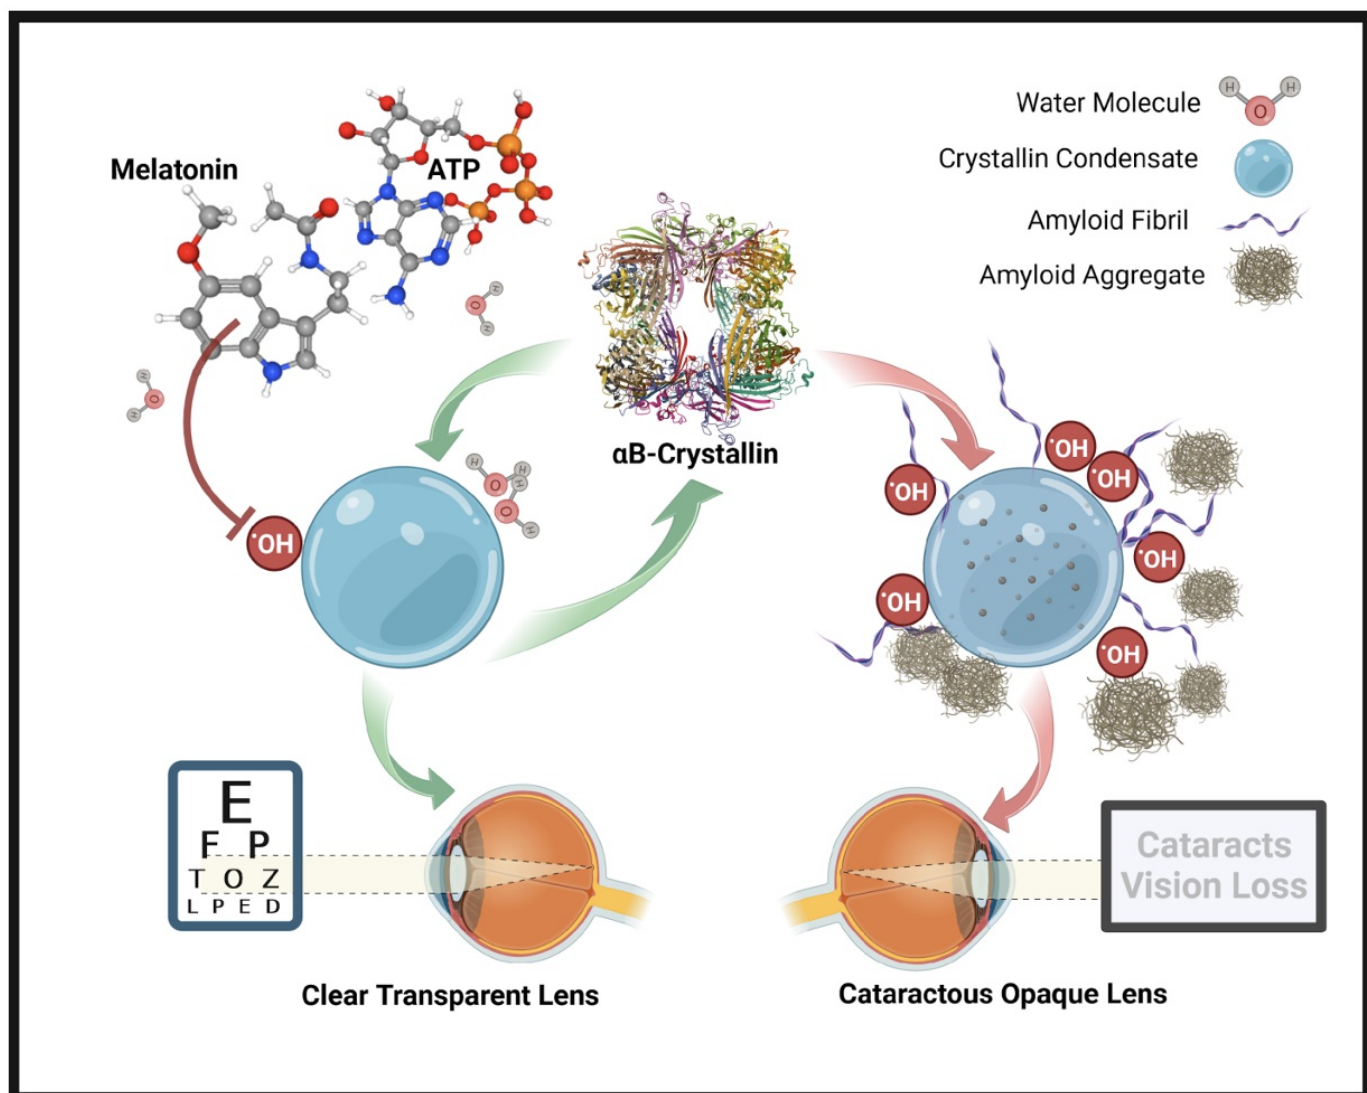 Melatonin
ATP
Water Molecule
H H
O
Crystallin Condensate
Amyloid Fibril
Amyloid Aggregate
H
O
H
H
O
H
αB-Crystallin
H
H
O
H
O
H
•OH
•OH
•OH
•OH
•OH
•OH
•OH
E
F P
T O Z
L P E D
Cataracts
Vision Loss
Clear Transparent Lens
Cataractous Opaque Lens